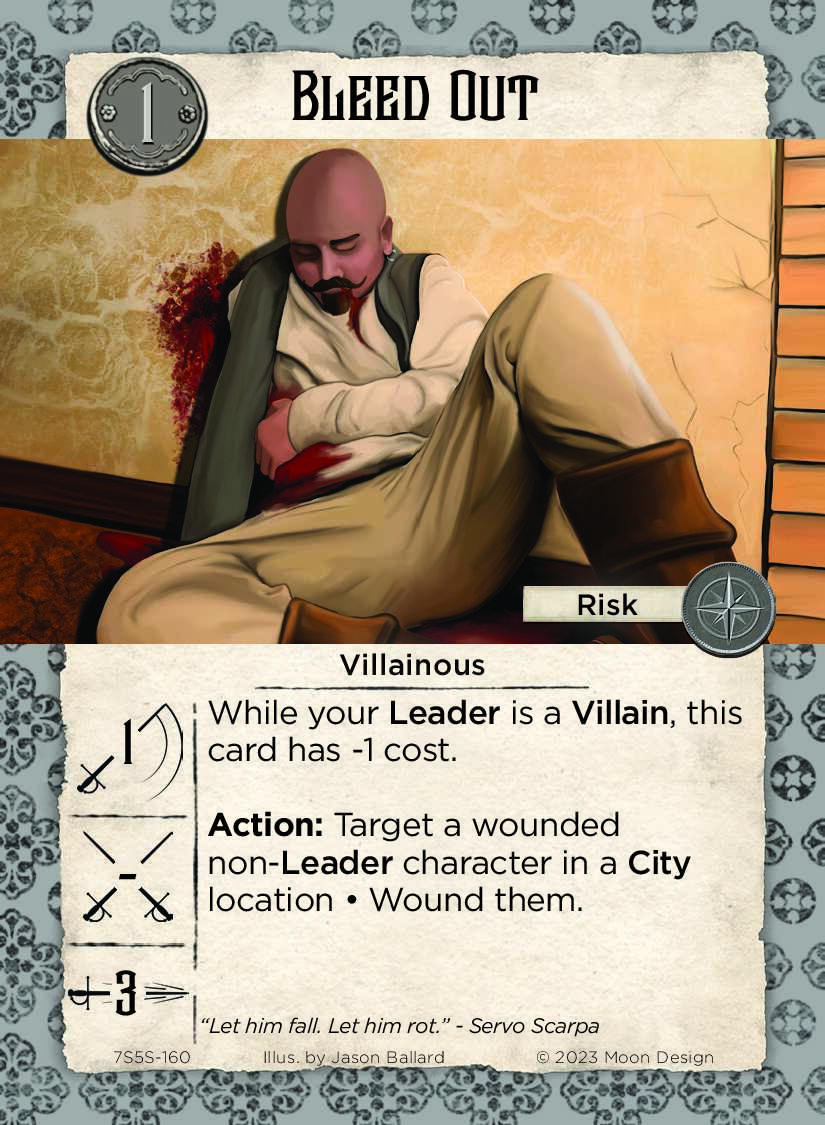 1
Bleed Out
Risk
Villainous
1
While your Leader is a Villain, this
card has -1 cost.
Action: Target a wounded
non-Leader character in a City
location • Wound them.
-
3
“Let him fall. Let him rot.” - Servo Scarpa
7S5S-160 Illus. by Jason Ballard © 2023 Moon Design